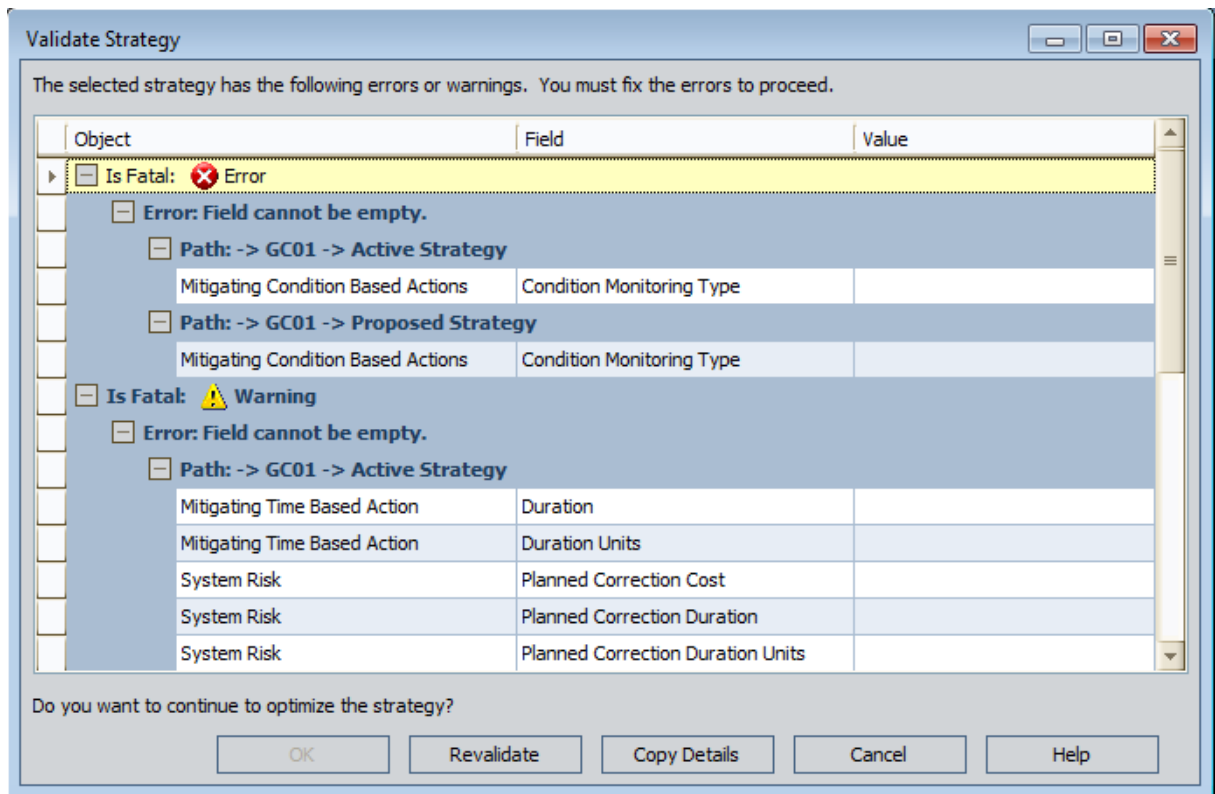 Validate Strategy
The selected strategy has the following errors or warnings.  You must fix the errors to proceed.
Object Field Value
Is Fatal: Error
Error: Field cannot be empty.
Path: -> GC01 -> Active Strategy
Mitigating Condition Based Actions Condition Monitoring Type
Path: -> GC01 -> Proposed Strategy
Mitigating Condition Based Actions Condition Monitoring Type
Is Fatal: Warning
Error: Field cannot be empty.
Path: -> GC01 -> Active Strategy
Mitigating Time Based Action Duration
Mitigating Time Based Action Duration Units
System Risk Planned Correction Cost
System Risk Planned Correction Duration
System Risk Planned Correction Duration Units
Do you want to continue to optimize the strategy?
OK Revalidate Copy Details Cancel Help